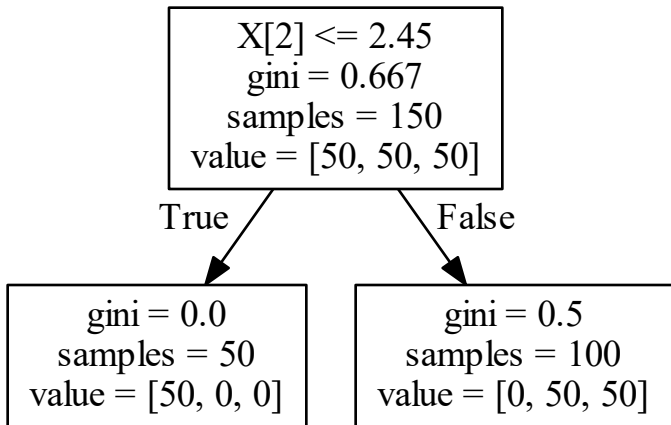 X[2] <= 2.45
gini = 0.667
samples = 150
value = [50, 50, 50]
True
False
gini = 0.0
samples = 50
value = [50, 0, 0]
gini = 0.5
samples = 100
value = [0, 50, 50]